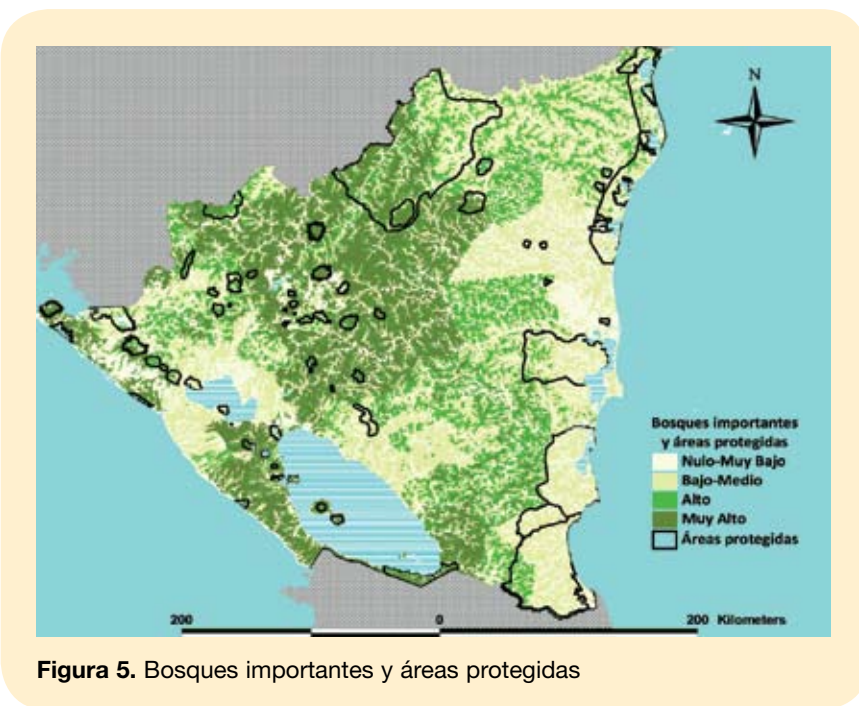 N
Bosques importantes
y áreas protegidas
Nulo-Muy Bajo
Bajo-Medio
Alto
Muy Alto
Áreas protegidas
200 0 200 Kilometers
Figura 5. Bosques importantes y áreas protegidas